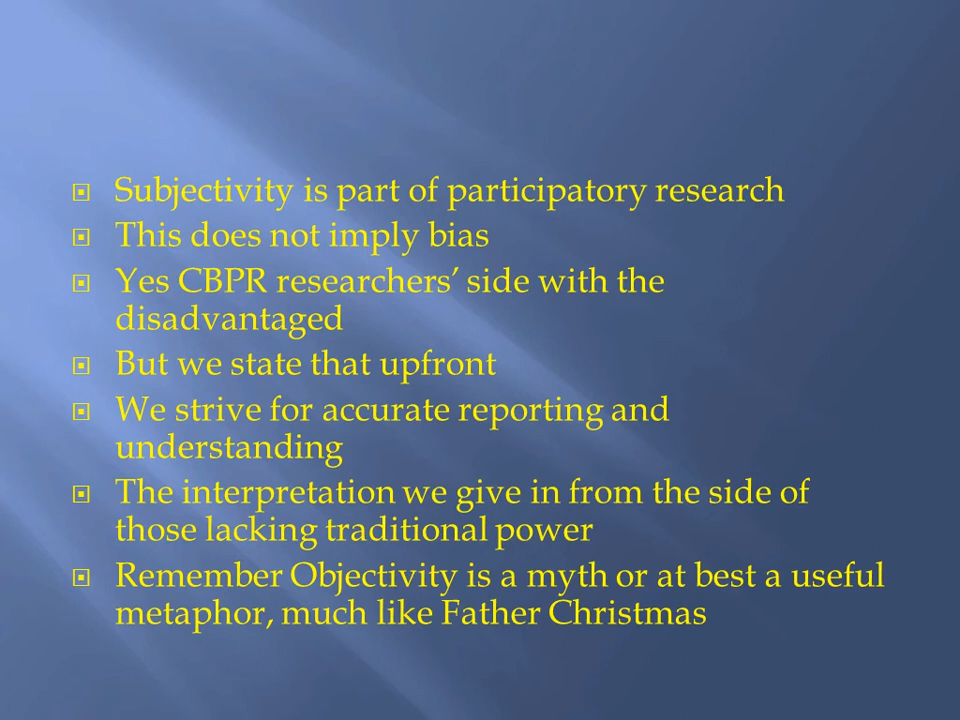 Subjectivity is part of participatory research
This does not imply bias
Yes CBPR researchers’ side with the
disadvantaged
But we state that upfront
We strive for accurate reporting and
understanding
The interpretation we give in from the side of
those lacking traditional power
Remember Objectivity is a myth or at best a useful
metaphor, much like Father Christmas